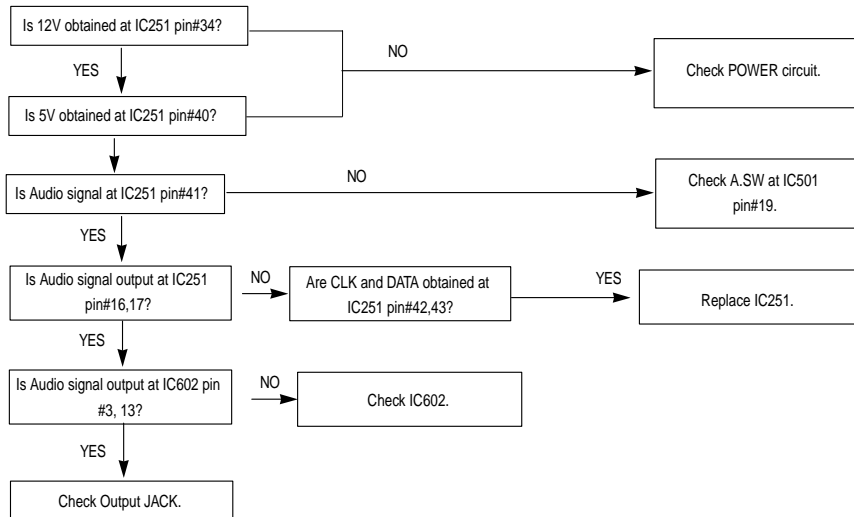 Is 12V obtained at IC251 pin#34?
NO
Check POWER circuit.
YES
Is 5V obtained at IC251 pin#40?
Is Audio signal at IC251 pin#41?
NO
Check A.SW at IC501
pin#19.
YES
Is Audio signal output at IC251
pin#16,17?
NO
Are CLK and DATA obtained at
IC251 pin#42,43?
YES
Replace IC251.
YES
Is Audio signal output at IC602 pin
#3, 13?
NO
Check IC602.
YES
Check Output JACK.